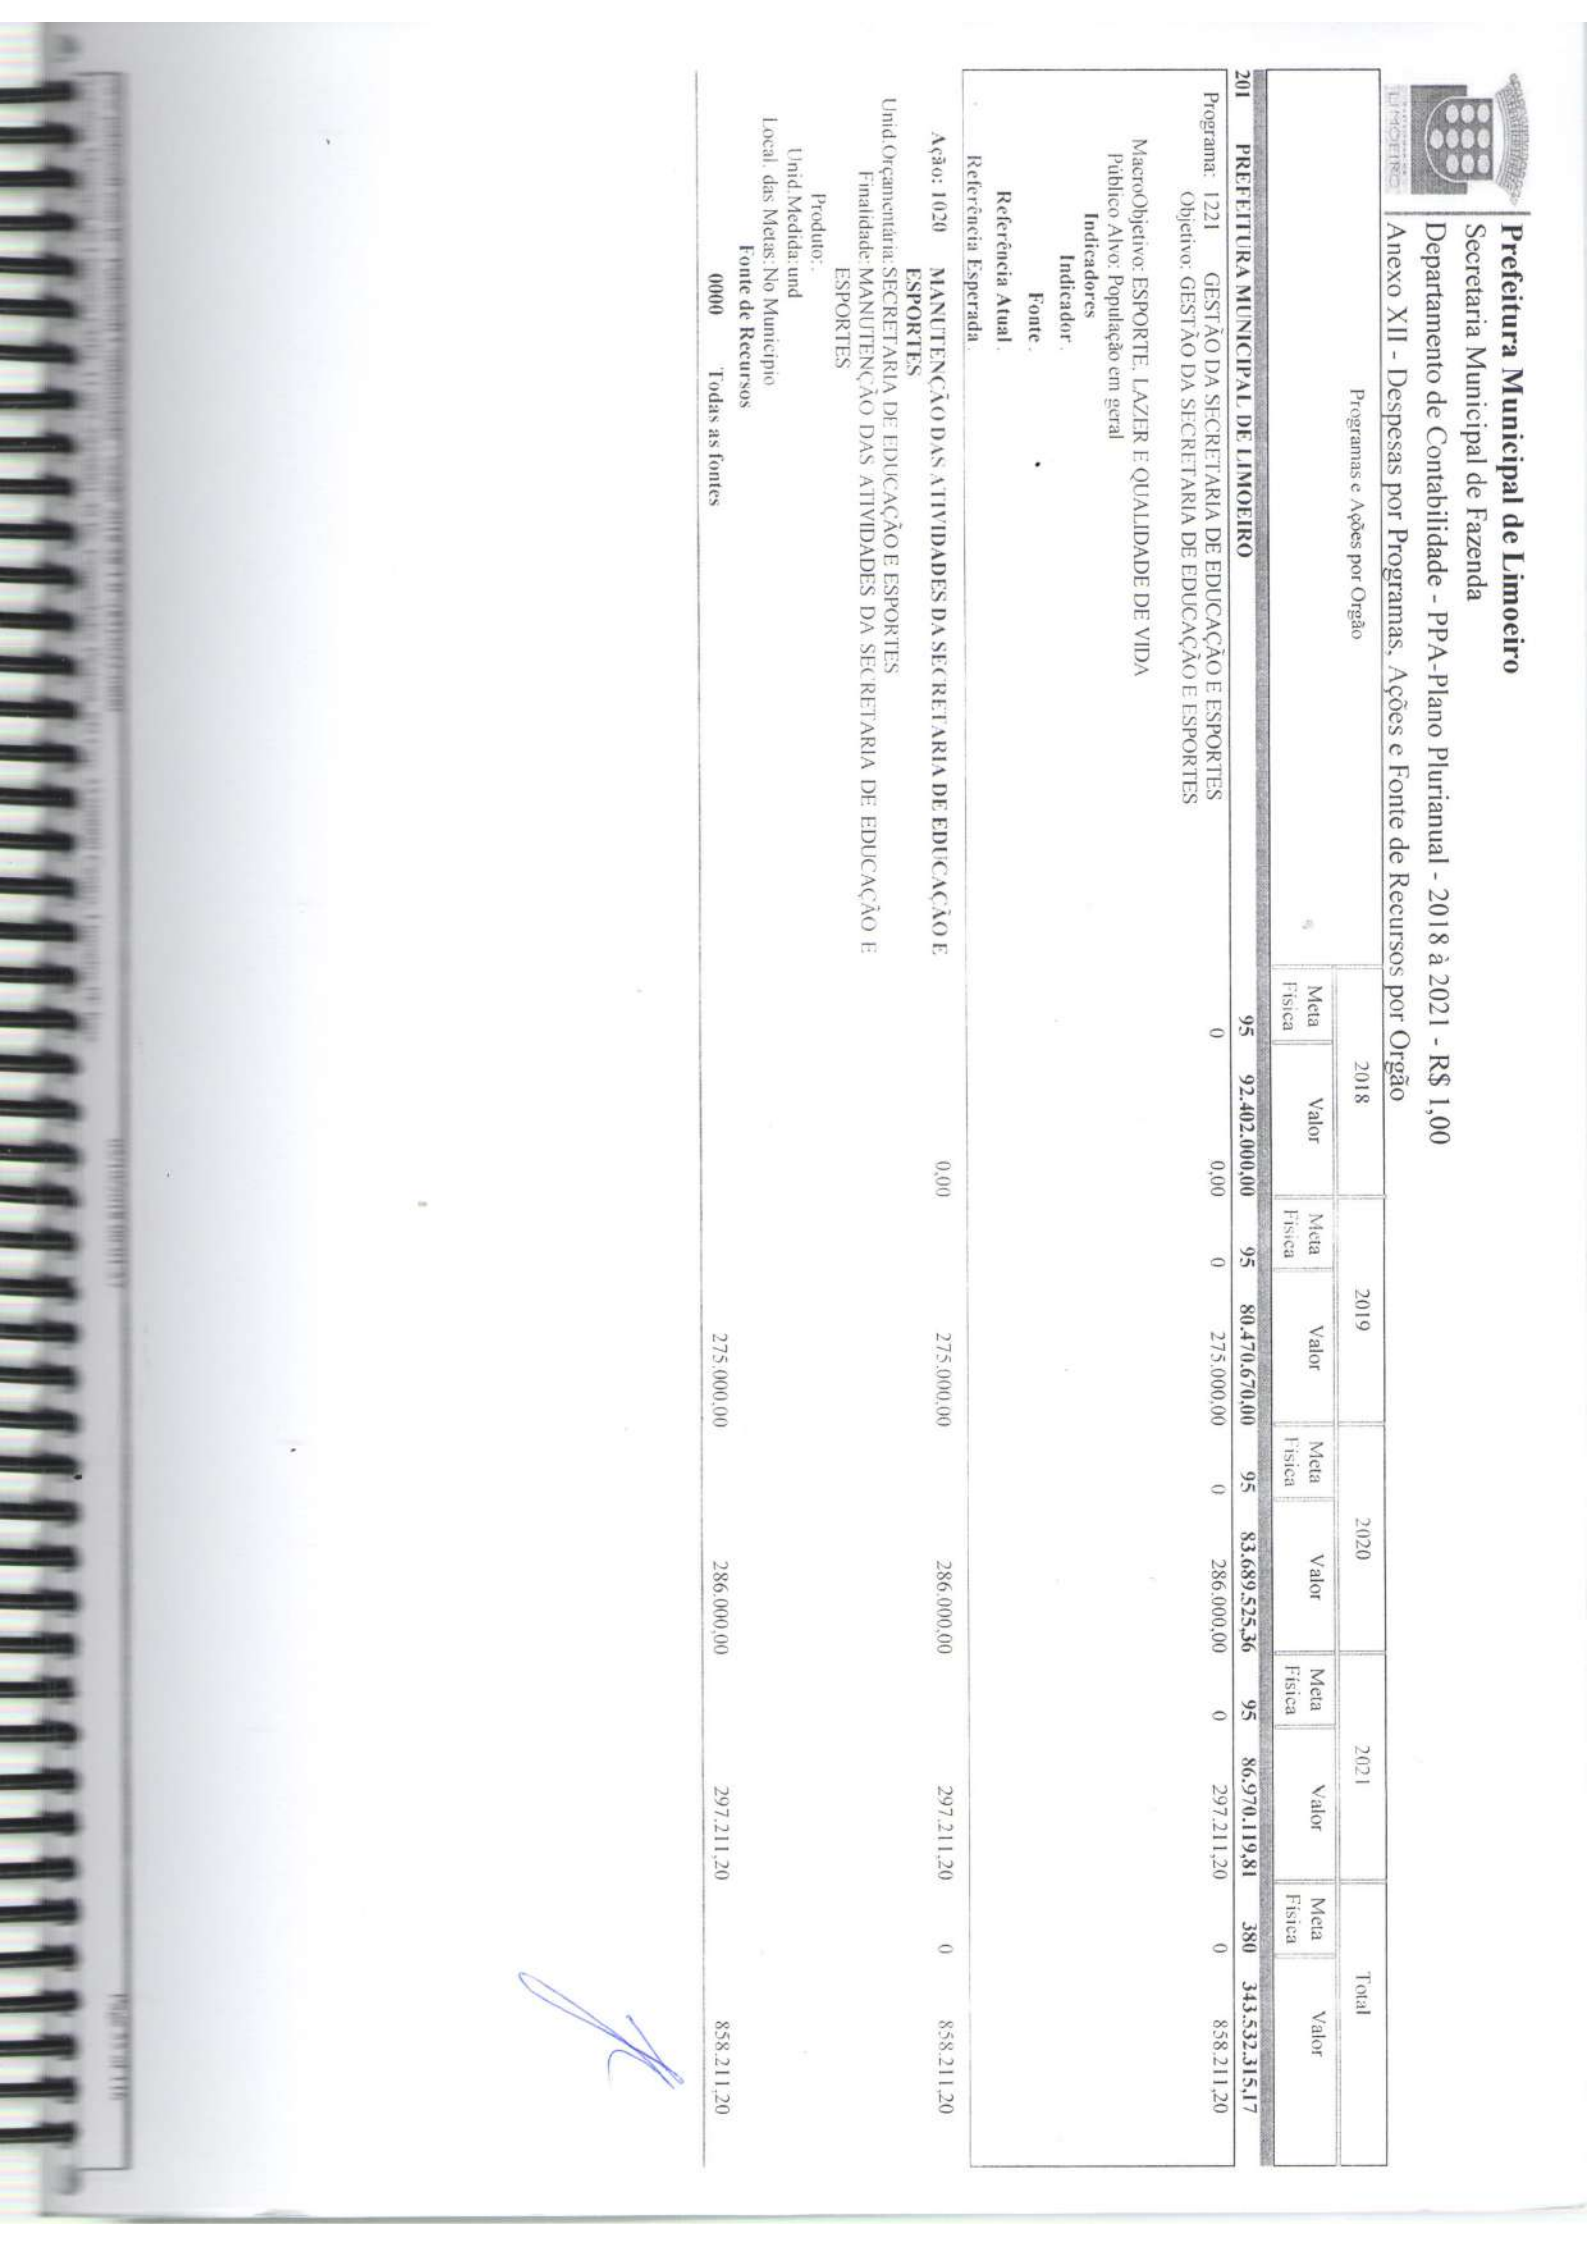 Prefeitura Municipal de Limoeiro
Secretaria Municipal de Fazenda
Departamento de Contabilidade - PPA-Plano Plurianual - 2018 à 2021 - R$ 1,00
Anexo XII - Despesas por Programas, Ações e Fonte de Recursos por Orgão
LIMOEIRO
Programas e Ações por Orgão 2018 2019 2020 2021 Total
Meta Física Valor Meta Física Valor Meta Física Valor Meta Física Valor Meta Física Valor
201 PREFEITURA MUNICIPAL DE LIMOEIRO 95 92.402.000,00 95 80.470.670,00 95 83.689.525,36 95 86.970.119,81 380 343.532.315,17
Programa: 1221 GESTÃO DA SECRETARIA DE EDUCAÇÃO E ESPORTES 0 0,00 0 275.000,00 0 286.000,00 0 297.211,20 0 858.211,20
Objetivo: GESTÃO DA SECRETARIA DE EDUCAÇÃO E ESPORTES
MacroObjetivo: ESPORTE, LAZER E QUALIDADE DE VIDA
Público Alvo: População em geral
Indicadores
Indicador .
Fonte .
Referência Atual .
Referência Esperada .
Ação: 1020 MANUTENÇÃO DAS ATIVIDADES DA SECRETARIA DE EDUCAÇÃO E 0,00 275.000,00 286.000,00 297.211,20 0 858.211,20
ESPORTES
Unid.Orçamentária: SECRETARIA DE EDUCAÇÃO E ESPORTES
Finalidade: MANUTENÇÃO DAS ATIVIDADES DA SECRETARIA DE EDUCAÇÃO E
ESPORTES
Produto: .
Unid.Medida: und
Local. das Metas: No Municipio
Fonte de Recursos
0000 Todas as fontes 275.000,00 286.000,00 297.211,20 858.211,20